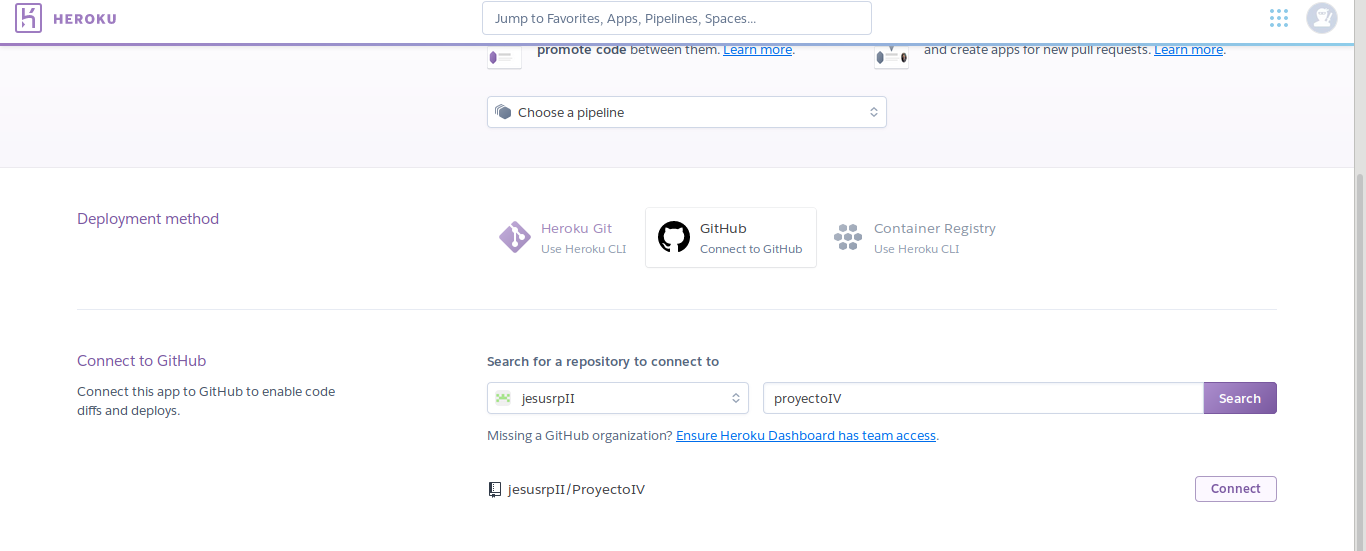 HEROKU
Jump to Favorites, Apps, Pipelines, Spaces...
promote code between them. Learn more.
and create apps for new pull requests. Learn more.
Choose a pipeline
Deployment method
Heroku Git
Use Heroku CLI
GitHub
Connect to GitHub
Container Registry
Use Heroku CLI
Connect to GitHub
Connect this app to GitHub to enable code
diffs and deploys.
Search for a repository to connect to
jesusrpII
proyectoIV
Search
Missing a GitHub organization? Ensure Heroku Dashboard has team access.
jesusrpII/ProyectoIV
Connect